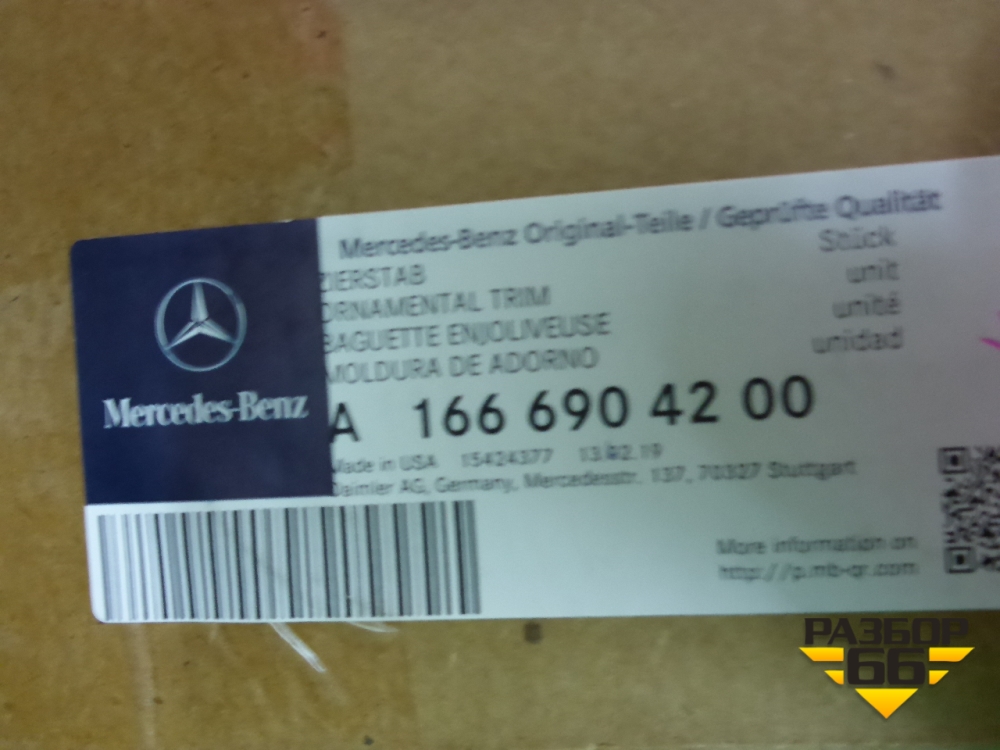 Mercedes-Benz Original-Teile / Geprüfte Qualität
ZIERSTAB Stück
ORNAMENTAL TRIM unit
BAGUETTE ENJOLIVEUSE unité
MOLDURA DE ADORNO unidad
Mercedes-Benz
A 166 690 42 00
Made in USA 15424377 13.02.19
Daimler AG, Germany, Mercedesstr. 137, 70327 Stuttgart
More information on
http://p.mb-qr.com
РАЗБОР
66